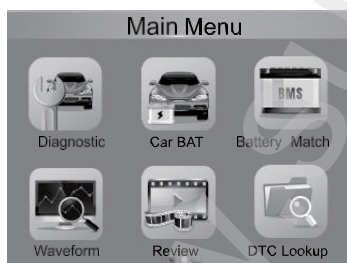 Main Menu
BMS
Diagnostic Car BAT Battery Match
Waveform Review DTC Lookup